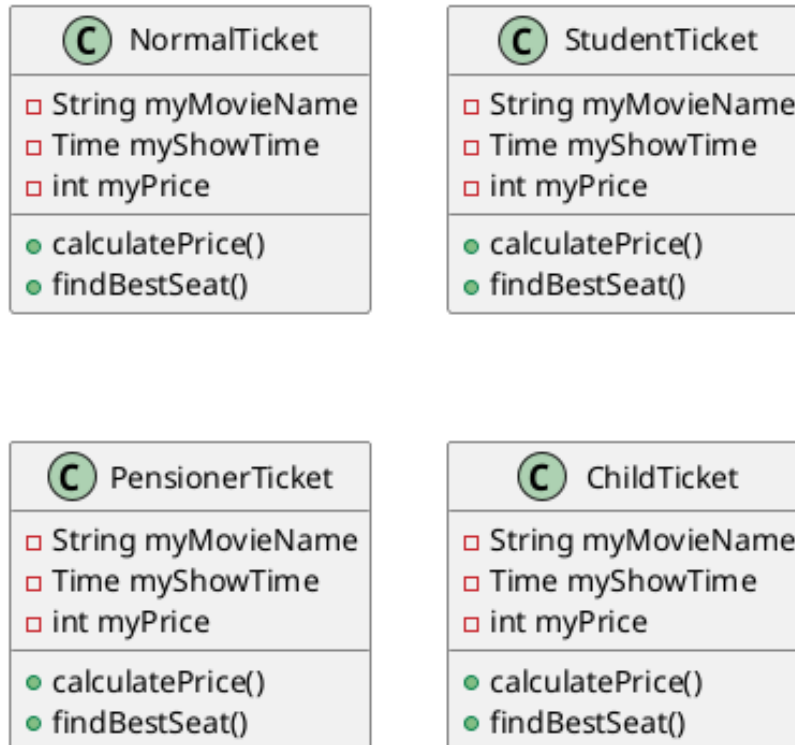 C NormalTicket
String myMovieName
Time myShowTime
int myPrice
calculatePrice()
findBestSeat()
C StudentTicket
String myMovieName
Time myShowTime
int myPrice
calculatePrice()
findBestSeat()
C PensionerTicket
String myMovieName
Time myShowTime
int myPrice
calculatePrice()
findBestSeat()
C ChildTicket
String myMovieName
Time myShowTime
int myPrice
calculatePrice()
findBestSeat()